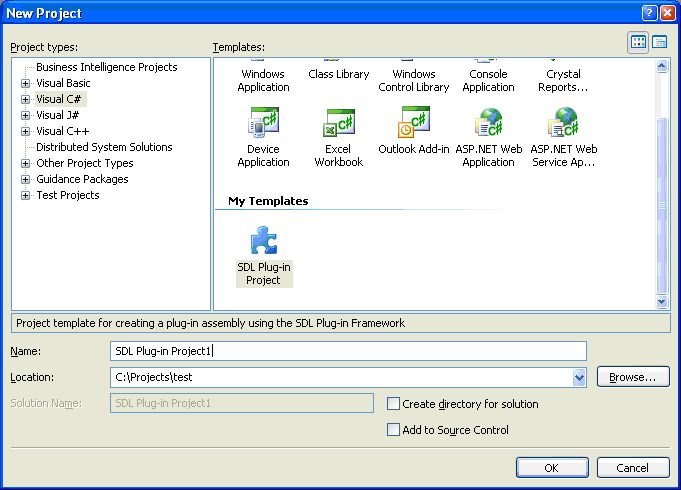 New Project
Project types:
Templates:
Business Intelligence Projects
Visual Basic
Visual C#
Visual J#
Visual C++
Distributed System Solutions
Other Project Types
Guidance Packages
Test Projects
Windows Application
Class Library
Windows Control Library
Console Application
Crystal Reports...
Device Application
Excel Workbook
Outlook Add-in
ASP.NET Web Application
ASP.NET Web Service Ap...
My Templates
SDL Plug-in Project
Project template for creating a plug-in assembly using the SDL Plug-in Framework
Name:
SDL Plug-in Project1
Location:
C:\Projects\test
Browse...
Solution Name:
SDL Plug-in Project1
Create directory for solution
Add to Source Control
OK
Cancel